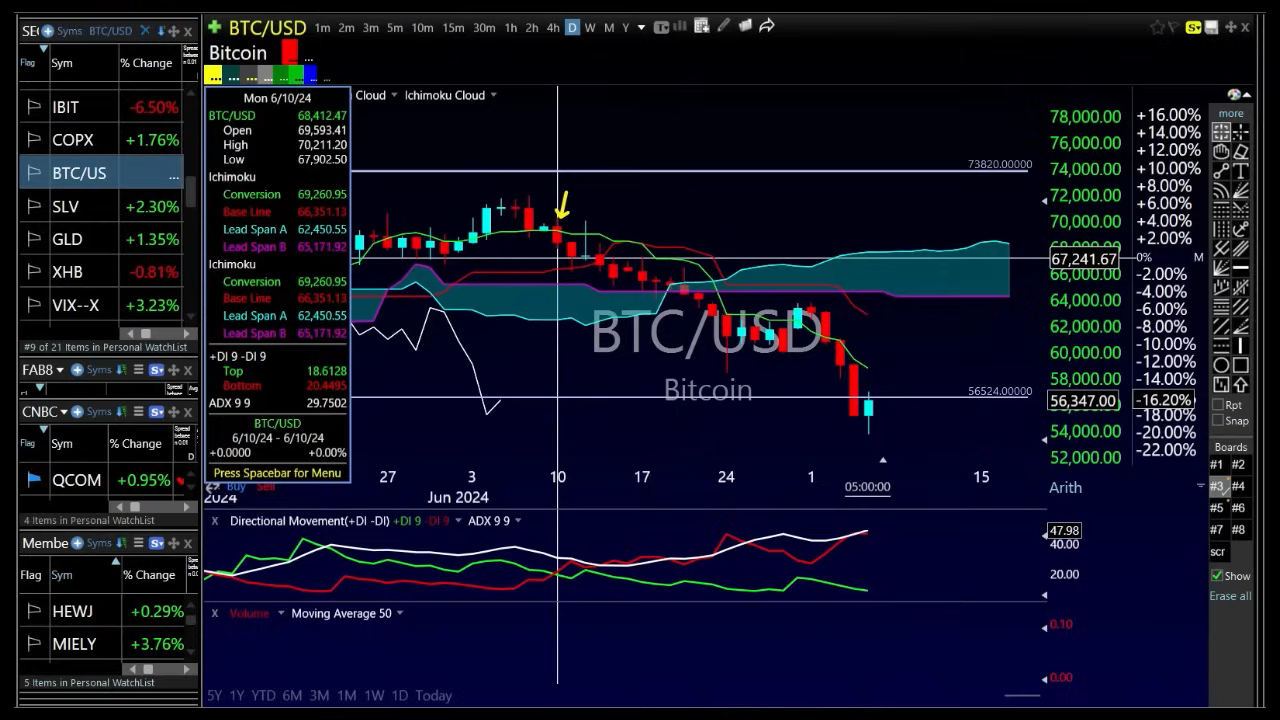 SE Syms BTC/USD
Flag Sym % Change Spread betwee n 0.01
IBIT -6.50%
COPX +1.76%
BTC/US ...
SLV +2.30%
GLD +1.35%
XHB -0.81%
VIX--X +3.23%
#9 of 21 Items in Personal WatchList
FAB8 Syms S
CNBC Syms S
Sym % Change
QCOM +0.95%
4 Items in Personal WatchList
Membe Syms S
Flag Sym % Change
HEWJ +0.29%
MIELY +3.76%
5 Items in Personal WatchList
BTC/USD 1m 2m 3m 5m 10m 15m 30m 1h 2h 4h D W M Y
Bitcoin ...
Cloud Ichimoku Cloud
Mon 6/10/24
BTC/USD 68,412.47
Open 69,593.41
High 70,211.20
Low 67,902.50
Ichimoku
Conversion 69,260.95
Base Line 66,351.13
Lead Span A 62,450.55
Lead Span B 65,171.92
Ichimoku
Conversion 69,260.95
Base Line 66,351.13
Lead Span A 62,450.55
Lead Span B 65,171.92
+DI 9 -DI 9
Top 18.6128
Bottom 20.4495
ADX 9 9 29.7502
BTC/USD
6/10/24 - 6/10/24
+0.0000 +0.00%
Press Spacebar for Menu
Buy Sell
73820.00000
56524.00000
BTC/USD
Bitcoin
78,000.00 +16.00%
76,000.00 +14.00%
+12.00%
74,000.00 +10.00%
72,000.00 +8.00%
+6.00%
70,000.00 +4.00%
+2.00%
67,241.67 0% M
66,000.00 -2.00%
-4.00%
64,000.00 -6.00%
62,000.00 -8.00%
-10.00%
60,000.00 -12.00%
58,000.00 -14.00%
56,347.00 -16.20%
-18.00%
54,000.00 -20.00%
52,000.00 -22.00%
27 3 10 17 24 1 15
2024 Jun 2024 05:00:00 Arith
X Directional Movement(+DI -DI) +DI 9 -DI 9 ADX 9 9
47.98
40.00
20.00
X Volume Moving Average 50
0.10
0.00
5Y 1Y YTD 6M 3M 1M 1W 1D Today
more
T
Rpt
Snap
Boards
#1 #2
#3 #4
#5 #6
#7 #8
scr
Show
Erase all